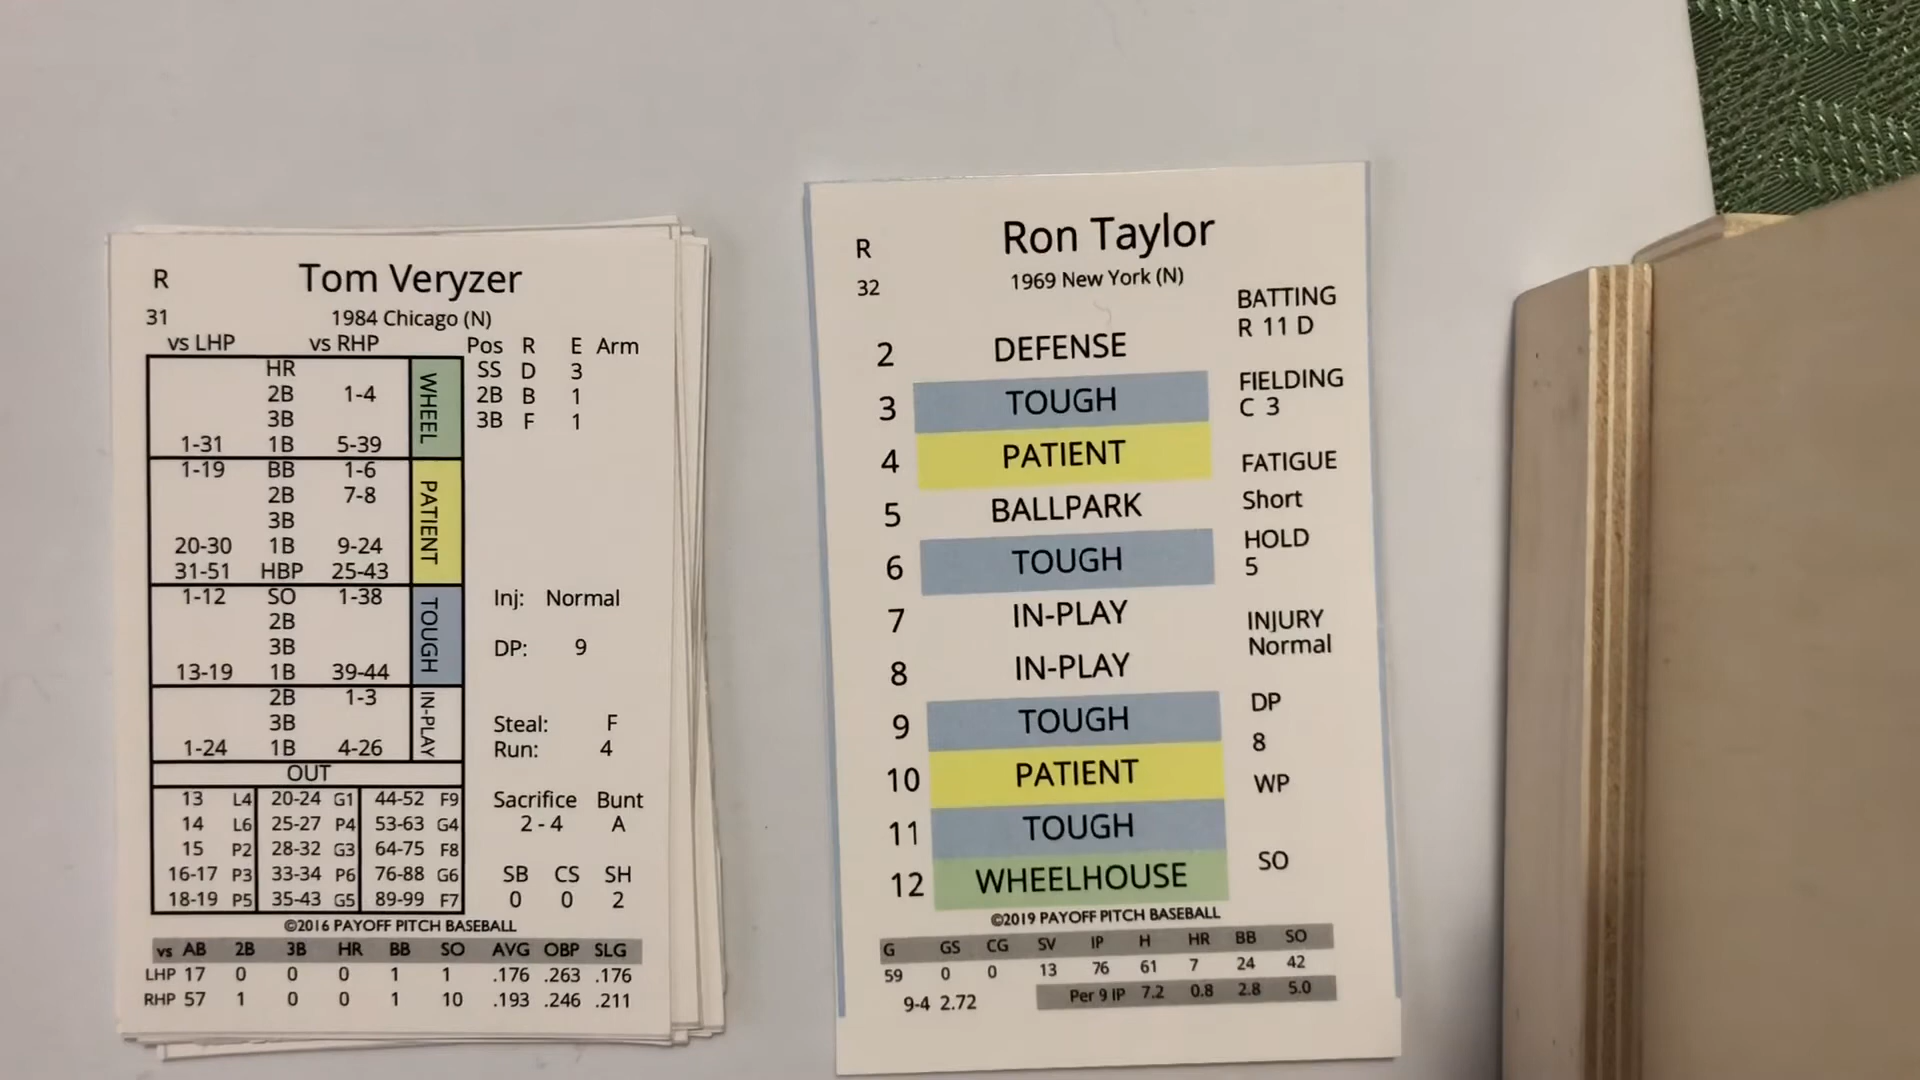 R
Tom Veryzer
31
1984 Chicago (N)
vs LHP vs RHP
Pos R E Arm
HR
SS D 3
2B 1-4
2B B 1
3B
3B F 1
1-31 1B 5-39
WHEEL
1-19 BB 1-6
2B 7-8
3B
20-30 1B 9-24
31-51 HBP 25-43
PATIENT
1-12 SO 1-38
2B
3B
13-19 1B 39-44
TOUGH
2B 1-3
3B
1-24 1B 4-26
IN-PLAY
Inj: Normal
DP: 9
Steal: F
Run: 4
Sacrifice Bunt
2 - 4 A
SB CS SH
0 0 2
OUT
13 L4 20-24 G1 44-52 F9
14 L6 25-27 P4 53-63 G4
15 P2 28-32 G3 64-75 F8
16-17 P3 33-34 P6 76-88 G6
18-19 P5 35-43 G5 89-99 F7
©2016 PAYOFF PITCH BASEBALL
vs AB 2B 3B HR BB SO AVG OBP SLG
LHP 17 0 0 0 1 1 .176 .263 .176
RHP 57 1 0 0 1 10 .193 .246 .211
R
Ron Taylor
32
1969 New York (N)
2 DEFENSE
3 TOUGH
4 PATIENT
5 BALLPARK
6 TOUGH
7 IN-PLAY
8 IN-PLAY
9 TOUGH
10 PATIENT
11 TOUGH
12 WHEELHOUSE
BATTING
R 11 D
FIELDING
C 3
FATIGUE
Short
HOLD
5
INJURY
Normal
DP
8
WP
SO
©2019 PAYOFF PITCH BASEBALL
G GS CG SV IP H HR BB SO
59 0 0 13 76 61 7 24 42
9-4 2.72 Per 9 IP 7.2 0.8 2.8 5.0